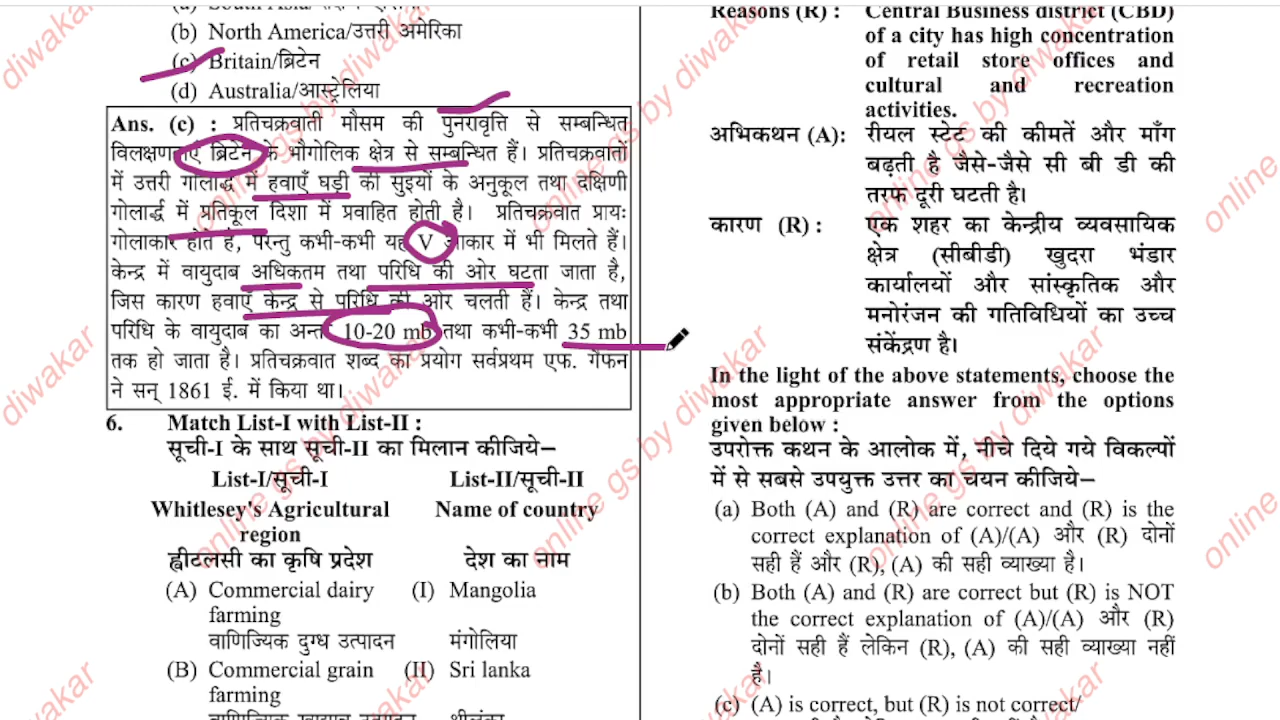 (a) South Asia/
(b) North America/उत्तरी अमेरिका
(c) Britain/ब्रिटेन
(d) Australia/आस्ट्रेलिया
Ans. (c) : प्रतिचक्रवाती मौसम की पुनरावृत्ति से सम्बन्धित
विलक्षणताएं ब्रिटेन के भौगोलिक क्षेत्र से सम्बन्धित हैं। प्रतिचक्रवातों
में उत्तरी गोलार्द्ध में हवाएँ घड़ी की सुइयों के अनुकूल तथा दक्षिणी
गोलार्द्ध में प्रतिकूल दिशा में प्रवाहित होती है। प्रतिचक्रवात प्रायः
गोलाकार होते हैं, परन्तु कभी-कभी यह V आकार में भी मिलते हैं।
केन्द्र में वायुदाब अधिकतम तथा परिधि की ओर घटता जाता है,
जिस कारण हवाएं केन्द्र से परिधि की ओर चलती हैं। केन्द्र तथा
परिधि के वायुदाब का अन्तर 10-20 mb तथा कभी-कभी 35 mb
तक हो जाता है। प्रतिचक्रवात शब्द का प्रयोग सर्वप्रथम एफ. गेंफन
ने सन् 1861 ई. में किया था।
6. Match List-I with List-II :
सूची-I के साथ सूची-II का मिलान कीजिये–
List-I/सूची-I List-II/सूची-II
Whitlesey's Agricultural Name of country
region
ह्वीटलसी का कृषि प्रदेश देश का नाम
(A) Commercial dairy (I) Mangolia
farming
वाणिज्यिक दुग्ध उत्पादन मंगोलिया
(B) Commercial grain (II) Sri lanka
farming
श्रीलंका
Reasons (R) : Central Business district (CBD)
of a city has high concentration
of retail store offices and
cultural and recreation
activities.
अभिकथन (A): रीयल स्टेट की कीमतें और माँग
बढ़ती है जैसे-जैसे सी बी डी की
तरफ दूरी घटती है।
कारण (R) : एक शहर का केन्द्रीय व्यवसायिक
क्षेत्र (सीबीडी) खुदरा भंडार
कार्यालयों और सांस्कृतिक और
मनोरंजन की गतिविधियों का उच्च
संकेंद्रण है।
In the light of the above statements, choose the
most appropriate answer from the options
given below :
उपरोक्त कथन के आलोक में, नीचे दिये गये विकल्पों
में से सबसे उपयुक्त उत्तर का चयन कीजिये–
(a) Both (A) and (R) are correct and (R) is the
correct explanation of (A)/(A) और (R) दोनों
सही हैं और (R), (A) की सही व्याख्या है।
(b) Both (A) and (R) are correct but (R) is NOT
the correct explanation of (A)/(A) और (R)
दोनों सही हैं लेकिन (R), (A) की सही व्याख्या नहीं
है।
(c) (A) is correct, but (R) is not correct/
online gs by diwakar